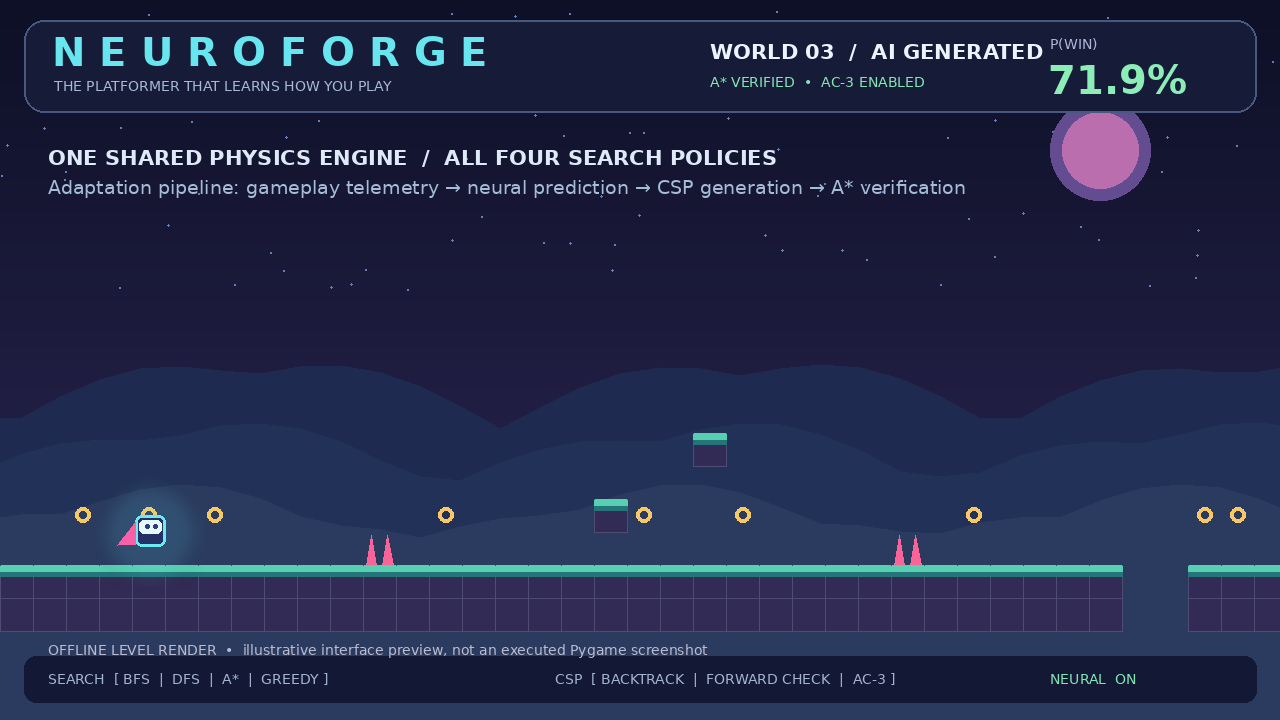 NEUROFORGE
THE PLATFORMER THAT LEARNS HOW YOU PLAY
WORLD 03 / AI GENERATED
A* VERIFIED • AC-3 ENABLED
P(WIN)
71.9%
ONE SHARED PHYSICS ENGINE / ALL FOUR SEARCH POLICIES
Adaptation pipeline: gameplay telemetry → neural prediction → CSP generation → A* verification
OFFLINE LEVEL RENDER • illustrative interface preview, not an executed Pygame screenshot
SEARCH [ BFS | DFS | A* | GREEDY ]
CSP [ BACKTRACK | FORWARD CHECK | AC-3 ]
NEURAL ON